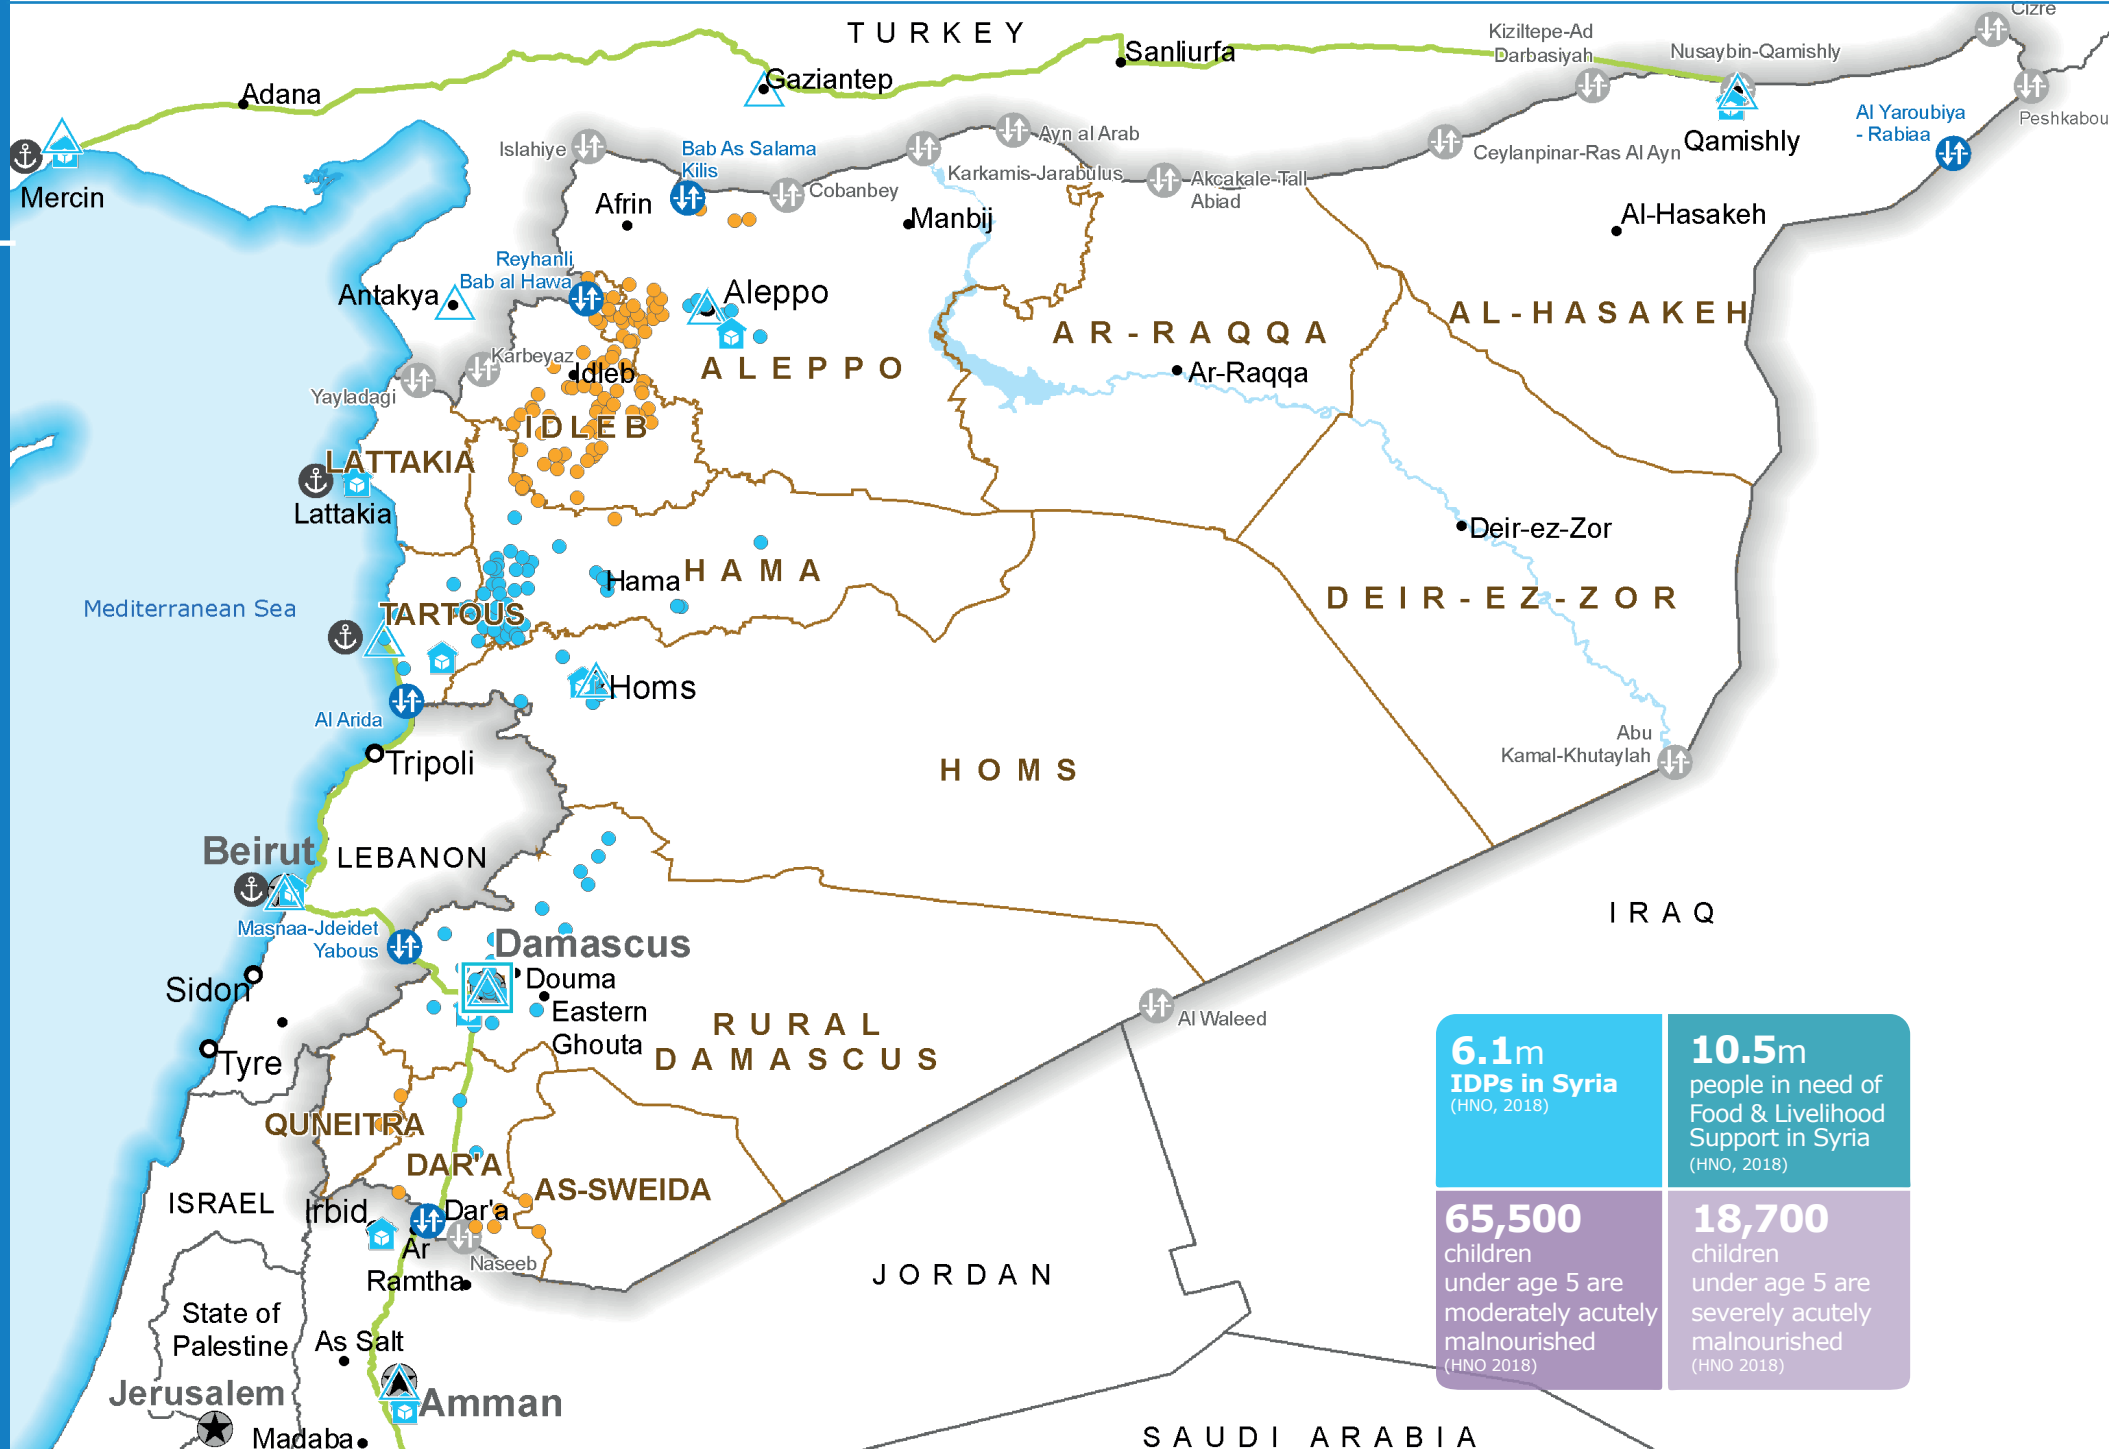 TURKEY
Cizre
Kiziltepe-Ad
Darbasiyah
Nusaybin-Qamishly
Sanliurfa
Gaziantep
Adana
Al Yaroubiya
- Rabiaa
Peshkabou
Ayn al Arab
Qamishly
Islahiye
Bab As Salama
Kilis
Ceylanpinar-Ras Al Ayn
Karkamis-Jarabulus
Akcakale-Tall
Abiad
Cobanbey
Mercin
Afrin
Manbij
Al-Hasakeh
Reyhanli
Bab al Hawa
Antakya
Aleppo
AL-HASAKEH
AR-RAQQA
Karbeyaz
Idleb
ALEPPO
Ar-Raqqa
Yayladagi
IDLEB
LATTAKIA
Lattakia
Deir-ez-Zor
Hama
HAMA
DEIR-EZ-ZOR
Mediterranean Sea
TARTOUS
Homs
Al Arida
Abu
Kamal-Khutaylah
Tripoli
HOMS
Beirut
LEBANON
IRAQ
Masnaa-Jdeidet
Yabous
Damascus
Douma
Sidon
Eastern
Ghouta
Al Waleed
RURAL
DAMASCUS
Tyre
QUNEITRA
DAR'A
AS-SWEIDA
ISRAEL
Irbid
Dar'a
Ar
Ramtha
Naseeb
JORDAN
State of
Palestine
As Salt
Jerusalem
Amman
Madaba
SAUDI ARABIA
6.1m
IDPs in Syria
(HNO, 2018)
10.5m
people in need of
Food & Livelihood
Support in Syria
(HNO, 2018)
65,500
children
under age 5 are
moderately acutely
malnourished
(HNO 2018)
18,700
children
under age 5 are
severely acutely
malnourished
(HNO 2018)